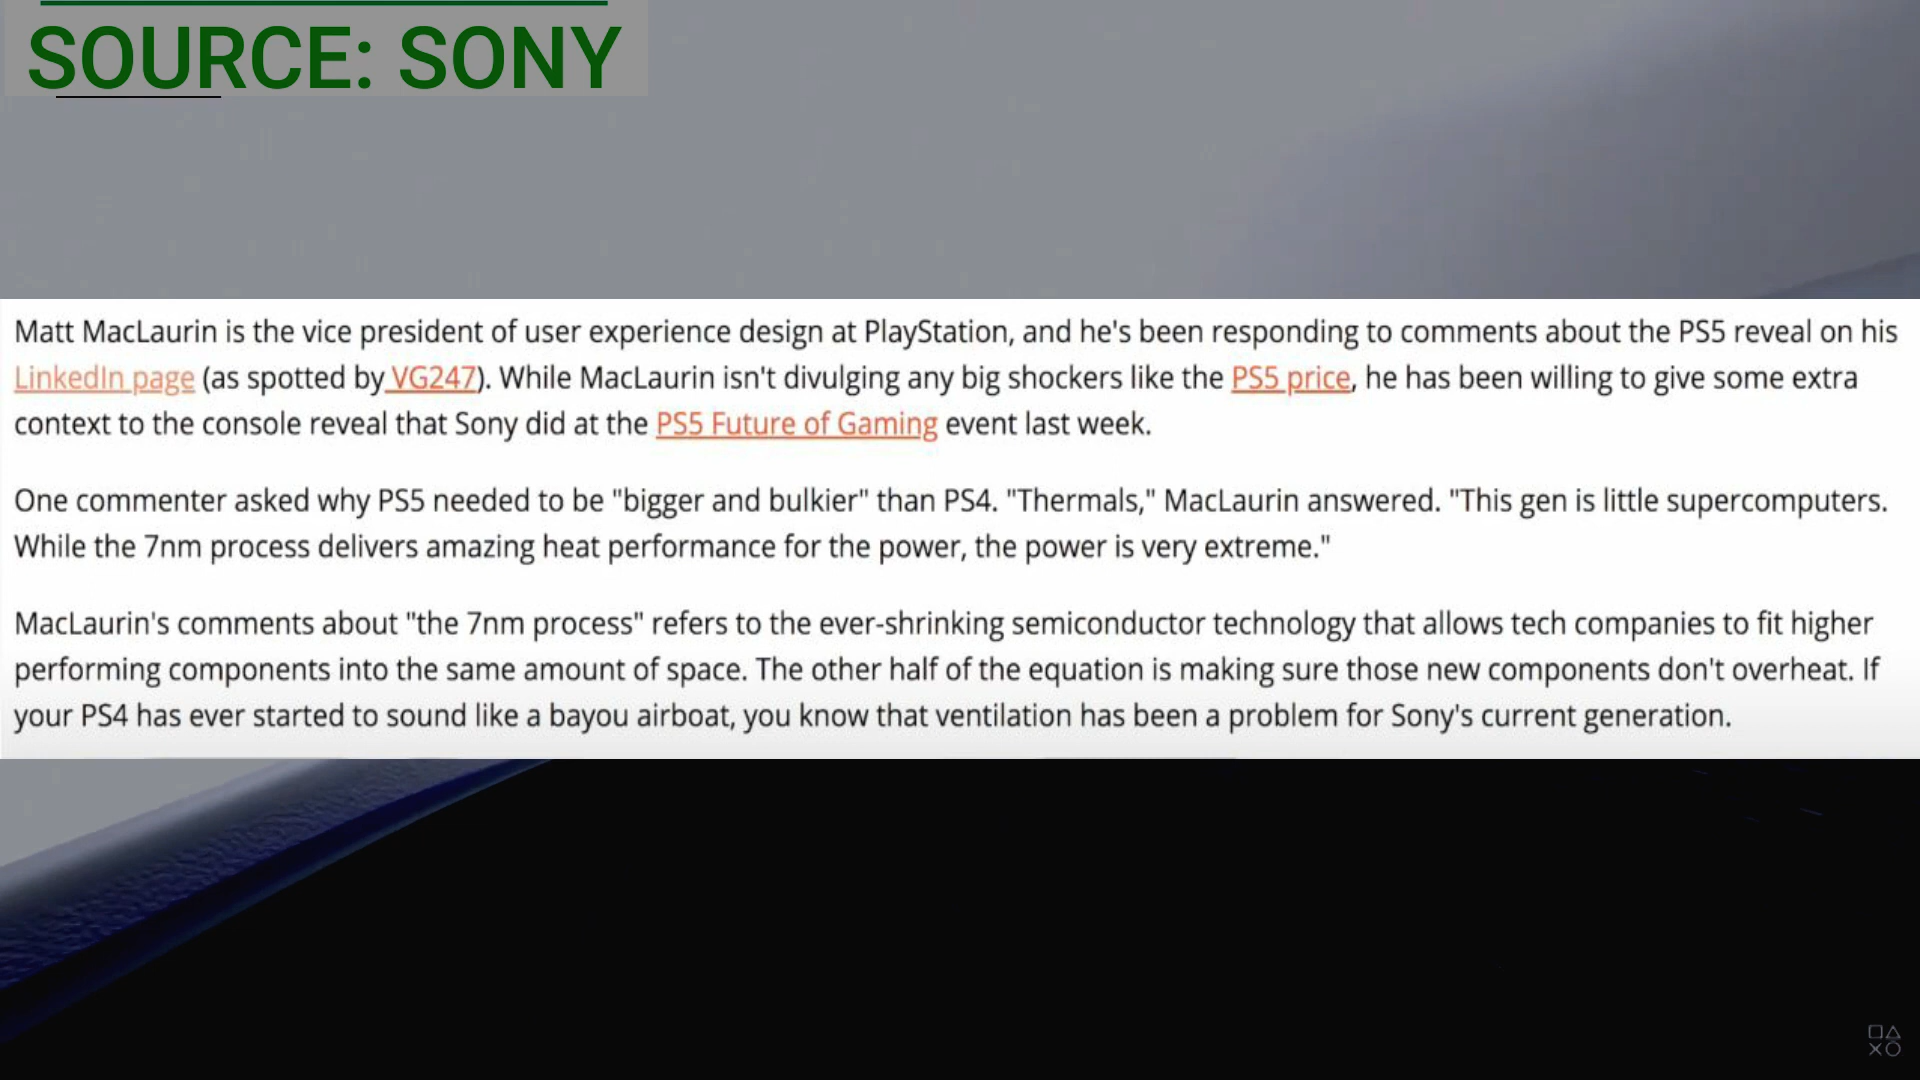 SOURCE: SONY
Matt MacLaurin is the vice president of user experience design at PlayStation, and he's been responding to comments about the PS5 reveal on his
LinkedIn page (as spotted by VG247). While MacLaurin isn't divulging any big shockers like the PS5 price, he has been willing to give some extra
context to the console reveal that Sony did at the PS5 Future of Gaming event last week.
One commenter asked why PS5 needed to be "bigger and bulkier" than PS4. "Thermals," MacLaurin answered. "This gen is little supercomputers.
While the 7nm process delivers amazing heat performance for the power, the power is very extreme."
MacLaurin's comments about "the 7nm process" refers to the ever-shrinking semiconductor technology that allows tech companies to fit higher
performing components into the same amount of space. The other half of the equation is making sure those new components don't overheat. If
your PS4 has ever started to sound like a bayou airboat, you know that ventilation has been a problem for Sony's current generation.